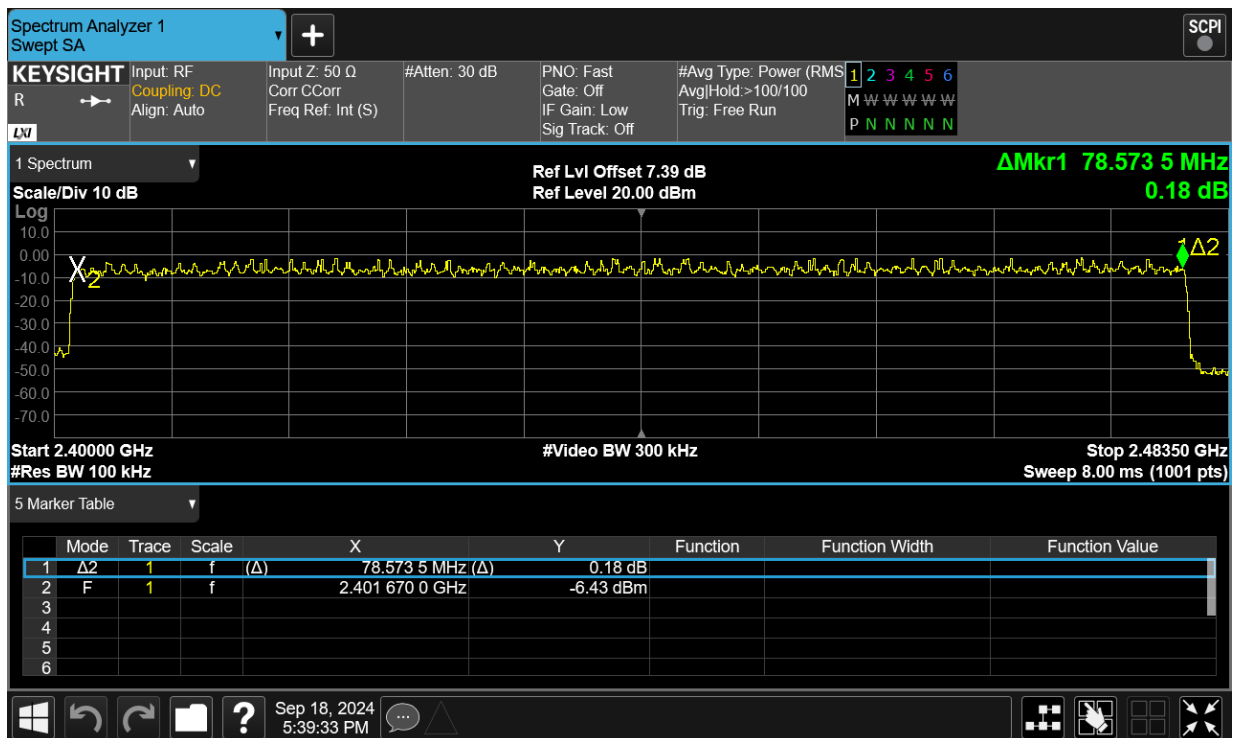 Spectrum Analyzer 1
Swept SA
+
SCPI
KEYSIGHT
R
LXI
Input: RF
Coupling: DC
Align: Auto
Input Z: 50 Ω
Corr CCorr
Freq Ref: Int (S)
#Atten: 30 dB
PNO: Fast
Gate: Off
IF Gain: Low
Sig Track: Off
#Avg Type: Power (RMS
Avg|Hold:>100/100
Trig: Free Run
1 2 3 4 5 6
M W W W W W
P N N N N N
1 Spectrum
Scale/Div 10 dB
Ref Lvl Offset 7.39 dB
Ref Level 20.00 dBm
ΔMkr1 78.573 5 MHz
0.18 dB
Log
10.0
0.00
-10.0
-20.0
-30.0
-40.0
-50.0
-60.0
-70.0
X2
1Δ2
Start 2.40000 GHz
#Video BW 300 kHz
Stop 2.48350 GHz
#Res BW 100 kHz
Sweep 8.00 ms (1001 pts)
5 Marker Table
Mode Trace Scale X Y Function Function Width Function Value
1 Δ2 1 f (Δ) 78.573 5 MHz (Δ) 0.18 dB
2 F 1 f 2.401 670 0 GHz -6.43 dBm
3
4
5
6
?
Sep 18, 2024
5:39:33 PM